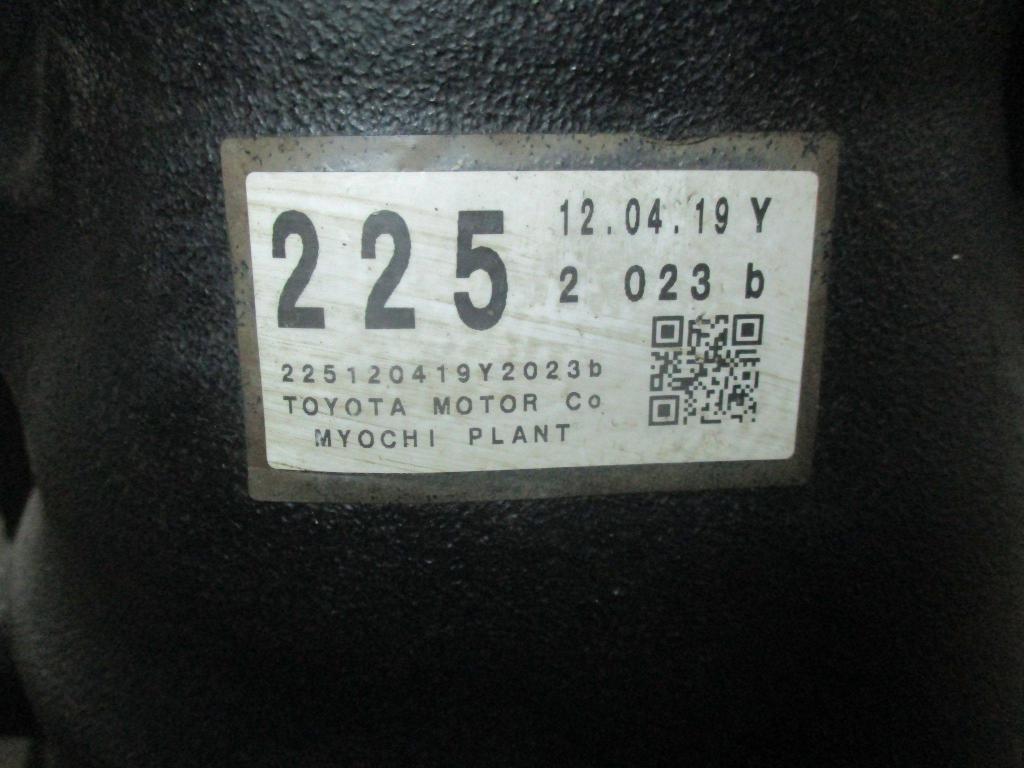 225
12.04.19 Y
2 023 b
225120419Y2023b
TOYOTA MOTOR Co
MYOCHI PLANT